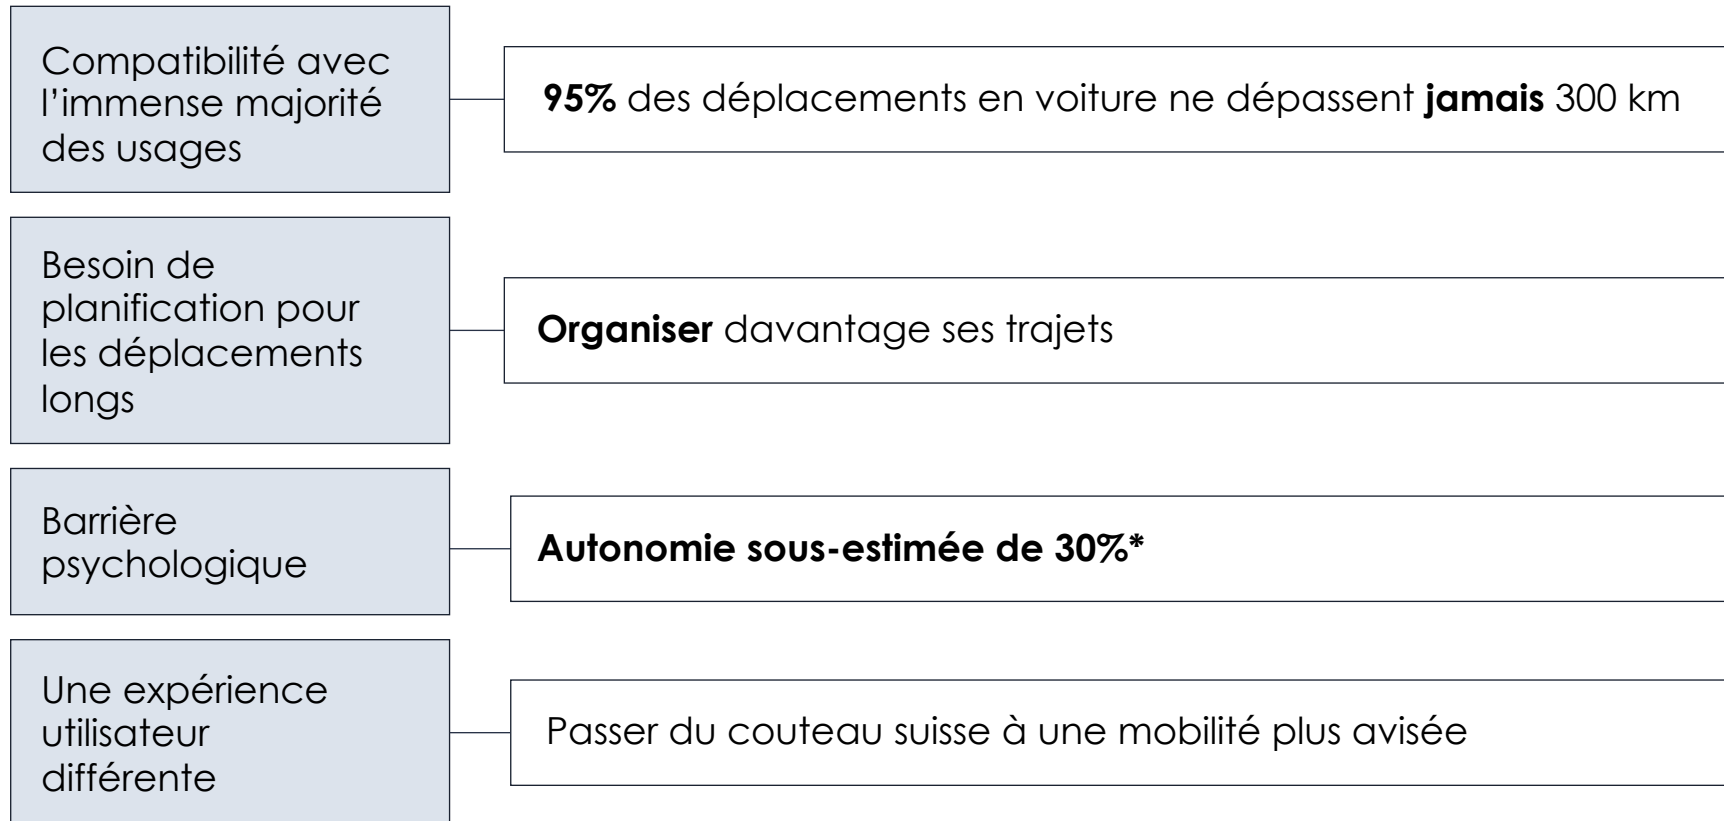 Compatibilité avec
l’immense majorité
des usages
95% des déplacements en voiture ne dépassent jamais 300 km
Besoin de
planification pour
les déplacements
longs
Organiser davantage ses trajets
Barrière
psychologique
Autonomie sous-estimée de 30%*
Une expérience
utilisateur
différente
Passer du couteau suisse à une mobilité plus avisée